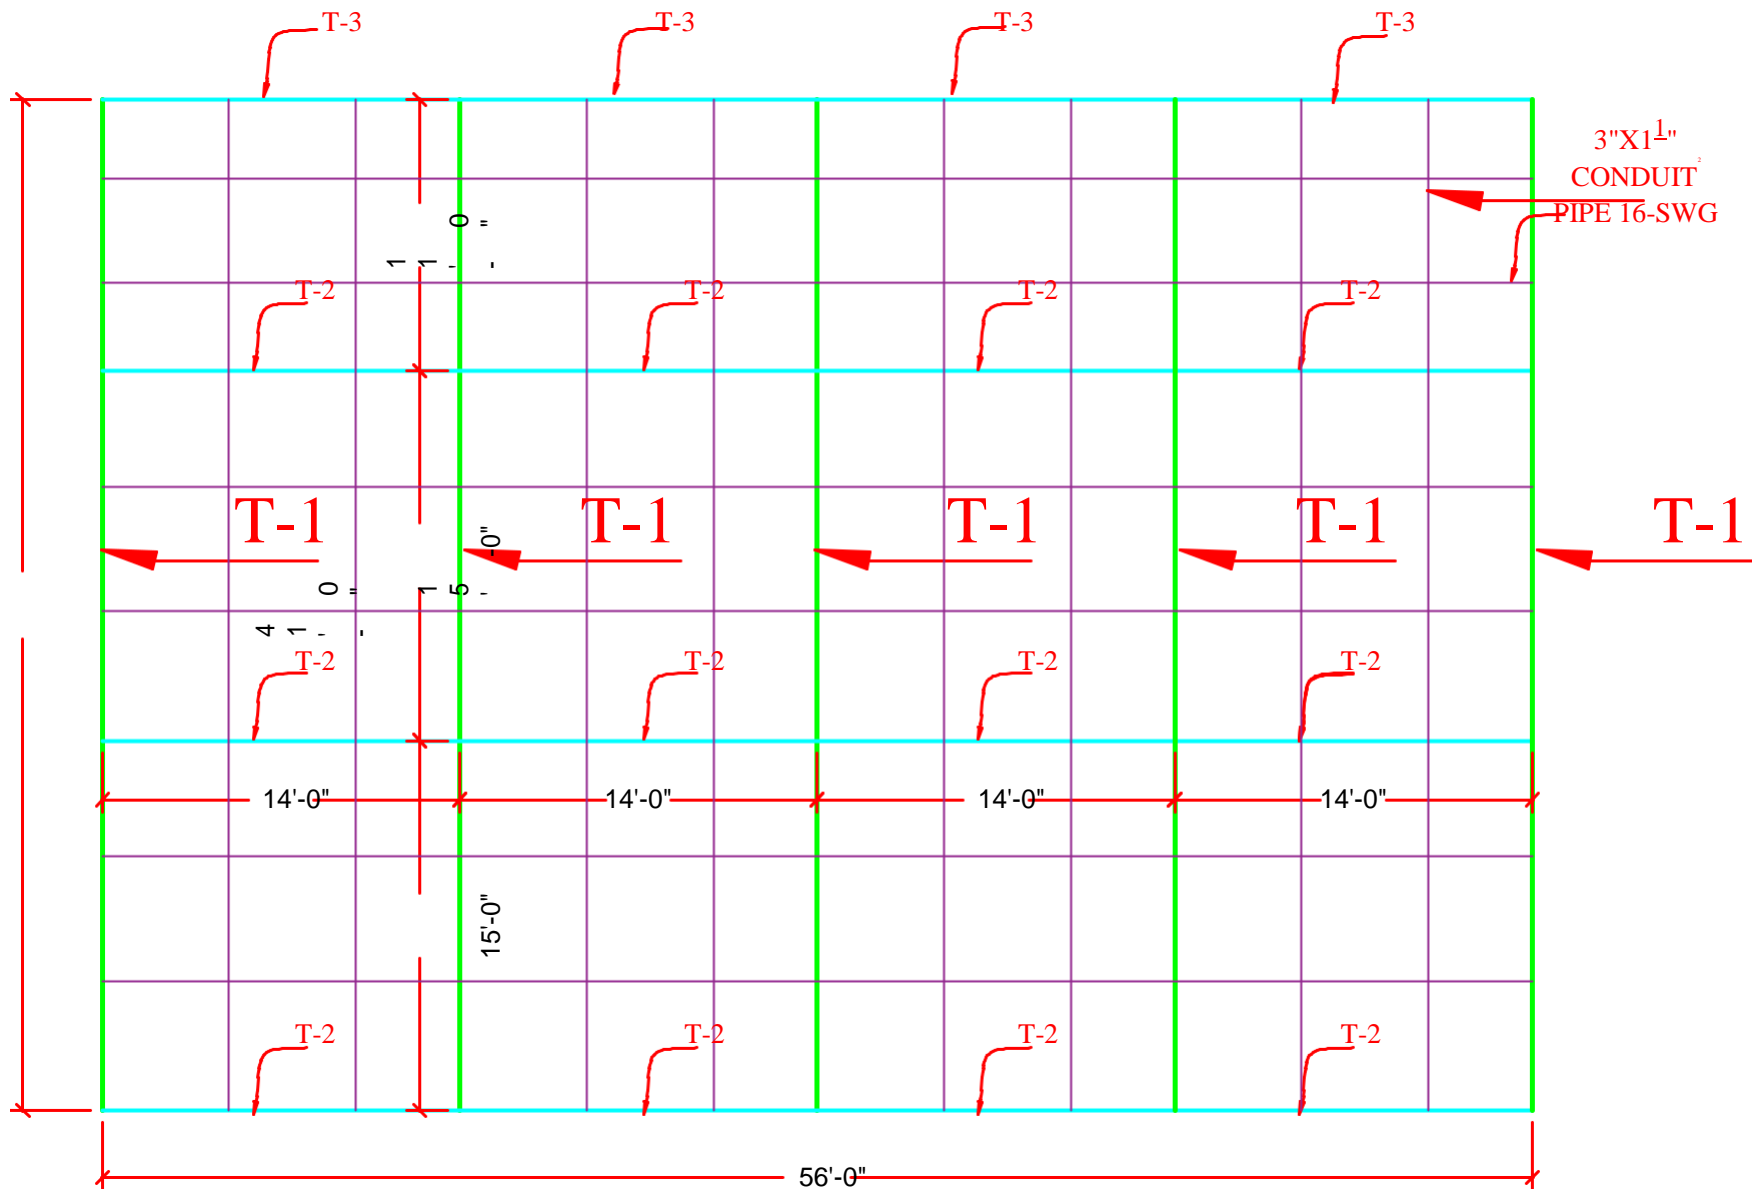 T-3 T-3 T-3 T-3
3"X1 1/2"
CONDUIT
PIPE 16-SWG
11'-0"
T-2 T-2 T-2 T-2
T-1 T-1 T-1 T-1 T-1
15'-0"
41'-0"
T-2 T-2 T-2 T-2
14'-0" 14'-0" 14'-0" 14'-0"
15'-0"
T-2 T-2 T-2 T-2
56'-0"